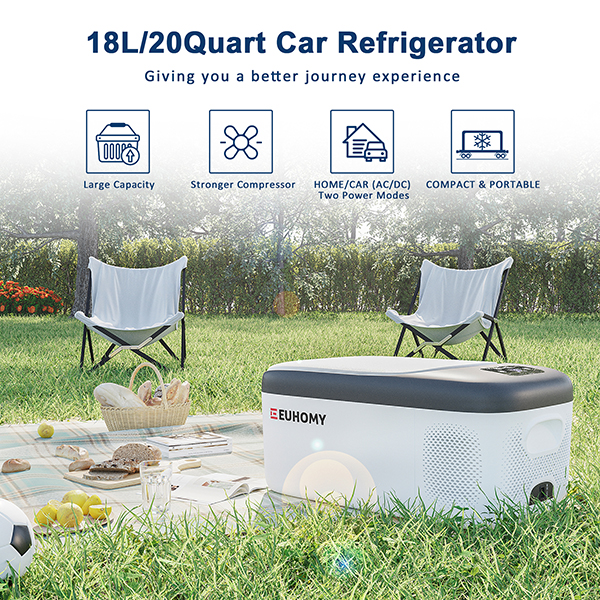 18L/20Quart Car Refrigerator
Giving you a better journey experience
Large Capacity
Stronger Compressor
HOME/CAR (AC/DC)
Two Power Modes
COMPACT & PORTABLE
EUHOMY